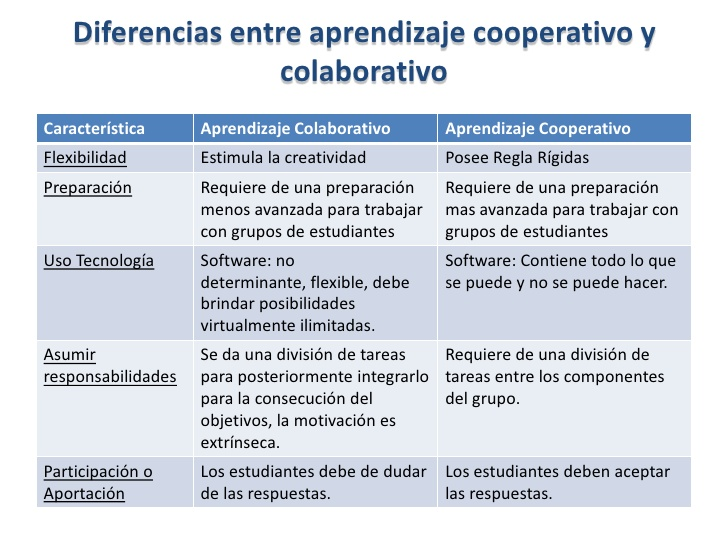 Diferencias entre aprendizaje cooperativo y
colaborativo
Característica
Aprendizaje Colaborativo
Aprendizaje Cooperativo
Flexibilidad
Estimula la creatividad
Posee Regla Rígidas
Preparación
Requiere de una preparación
menos avanzada para trabajar
con grupos de estudiantes
Requiere de una preparación
mas avanzada para trabajar con
grupos de estudiantes
Uso Tecnología
Software: no
determinante, flexible, debe
brindar posibilidades
virtualmente ilimitadas.
Software: Contiene todo lo que
se puede y no se puede hacer.
Asumir
responsabilidades
Se da una división de tareas
para posteriormente integrarlo
para la consecución del
objetivos, la motivación es
extrínseca.
Requiere de una división de
tareas entre los componentes
del grupo.
Participación o
Aportación
Los estudiantes debe de dudar
de las respuestas.
Los estudiantes deben aceptar
las respuestas.